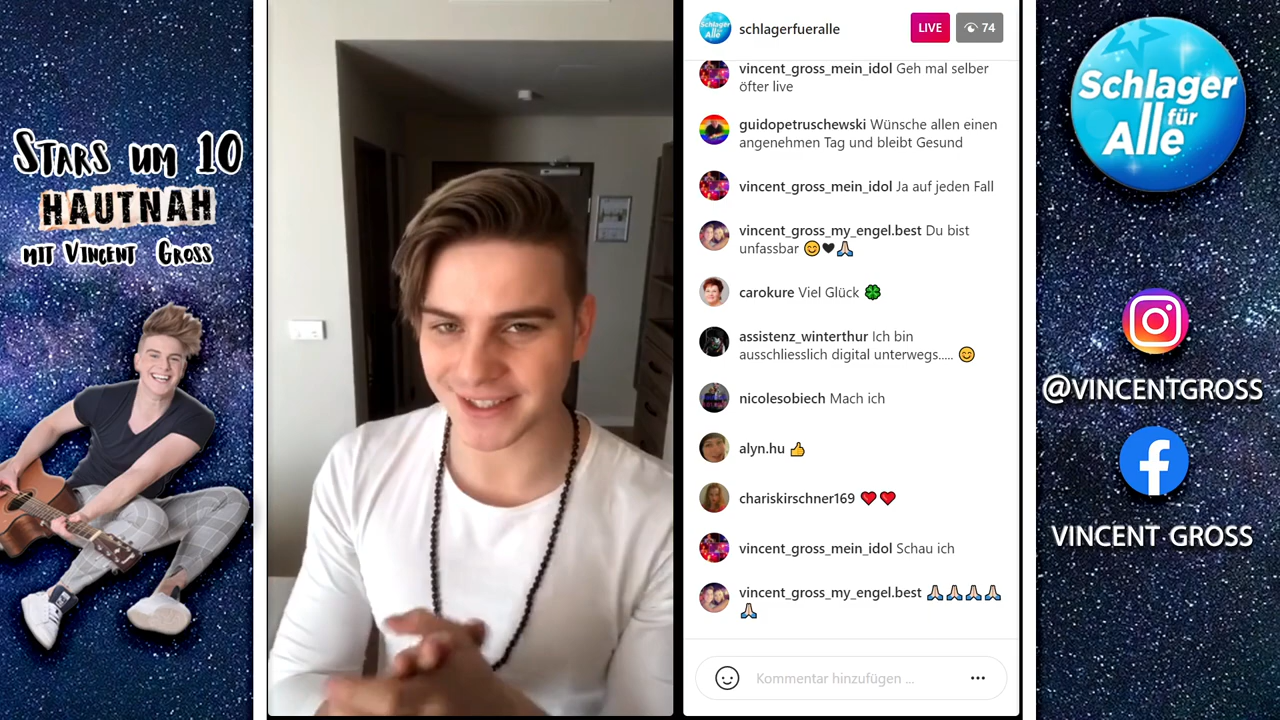 Stars um 10
HAUTNAH
mit Vincent Gross
schlagerfueralle
LIVE
74
vincent_gross_mein_idol Geh mal selber
öfter live
guidopetruschewski Wünsche allen einen
angenehmen Tag und bleibt Gesund
vincent_gross_mein_idol Ja auf jeden Fall
vincent_gross_my_engel.best Du bist
unfassbar 😊🖤🙏🏻
carokure Viel Glück 🍀
assistenz_winterthur Ich bin
ausschliesslich digital unterwegs..... 😊
nicolesobiech Mach ich
alyn.hu 👍
chariskirschner169 ❤️❤️
vincent_gross_mein_idol Schau ich
vincent_gross_my_engel.best 🙏🏻🙏🏻🙏🏻🙏🏻
🙏🏻
Kommentar hinzufügen ...
Schlager
für
Alle
@VINCENTGROSS
VINCENT GROSS